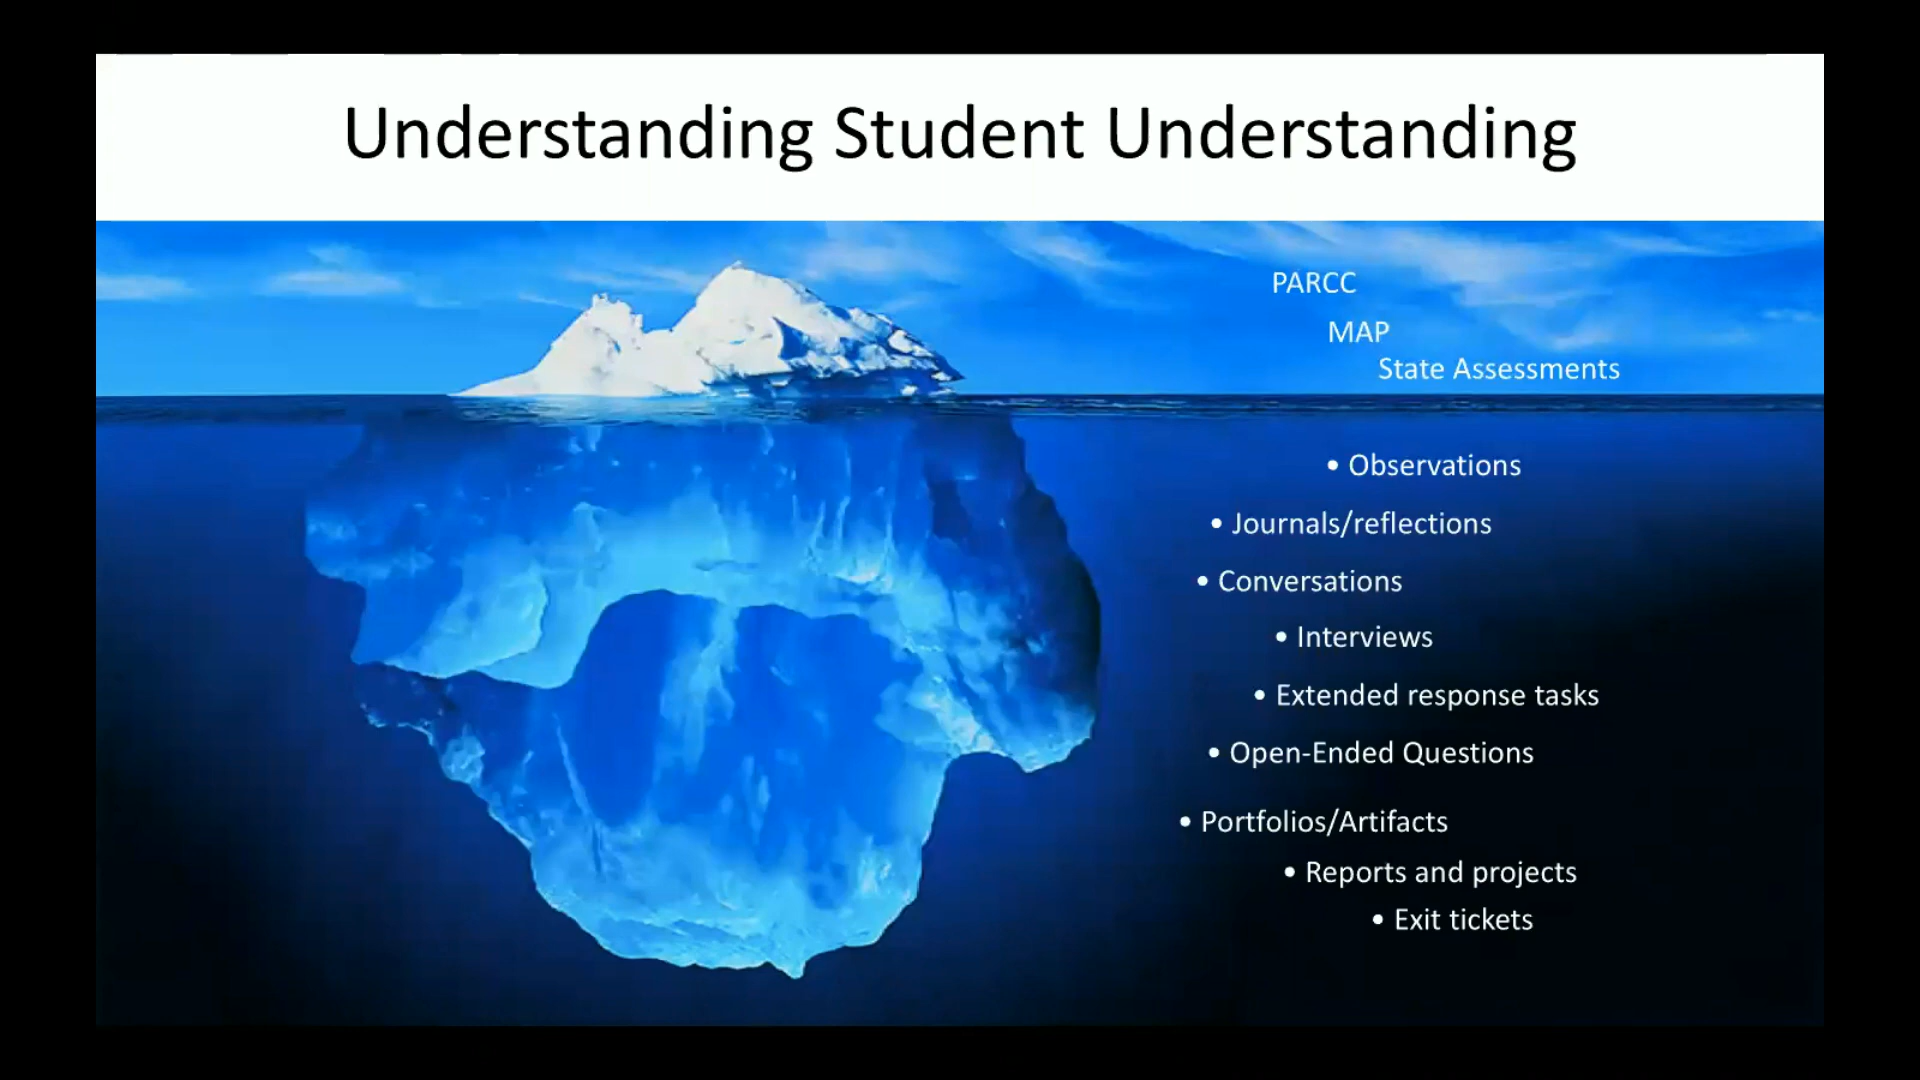 Understanding Student Understanding
PARCC
MAP
State Assessments
• Observations
• Journals/reflections
• Conversations
• Interviews
• Extended response tasks
• Open-Ended Questions
• Portfolios/Artifacts
• Reports and projects
• Exit tickets